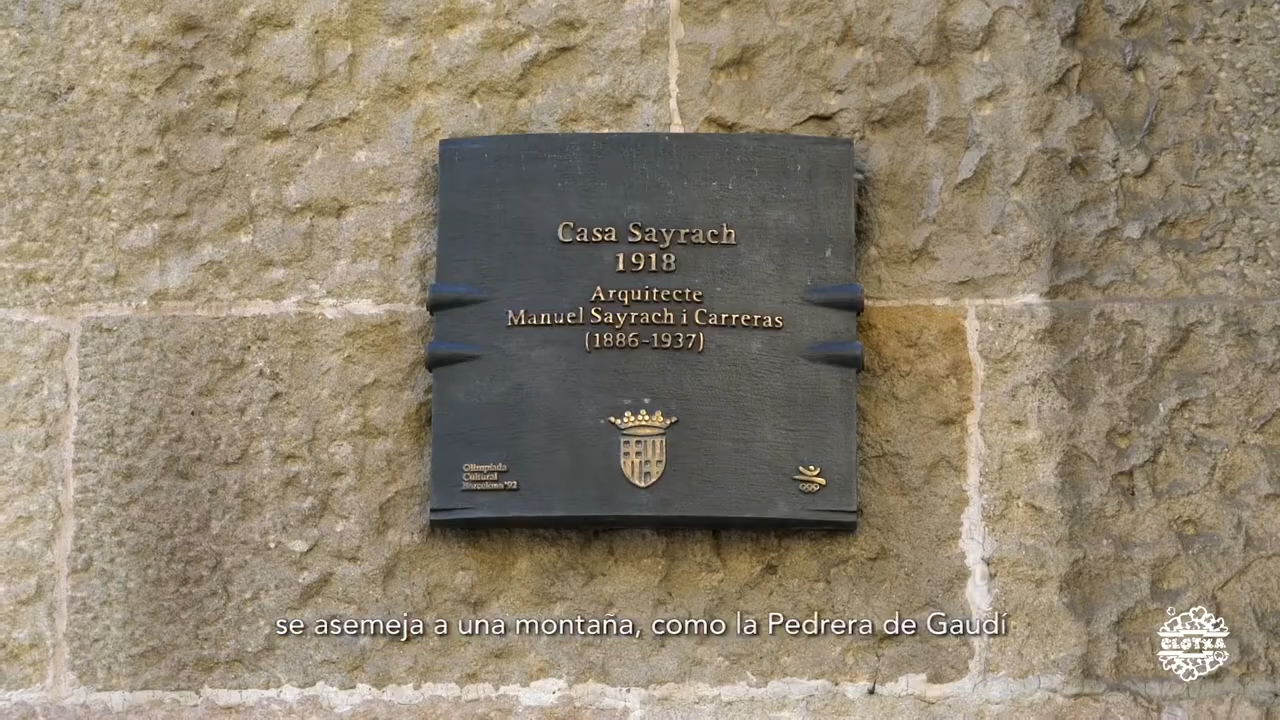 Casa Sayrach
1918
Arquitecte
Manuel Sayrach i Carreras
(1886-1937)
Olimpíada
Cultural
Barcelona'92
se asemeja a una montaña, como la Pedrera de Gaudí
CLOTXA